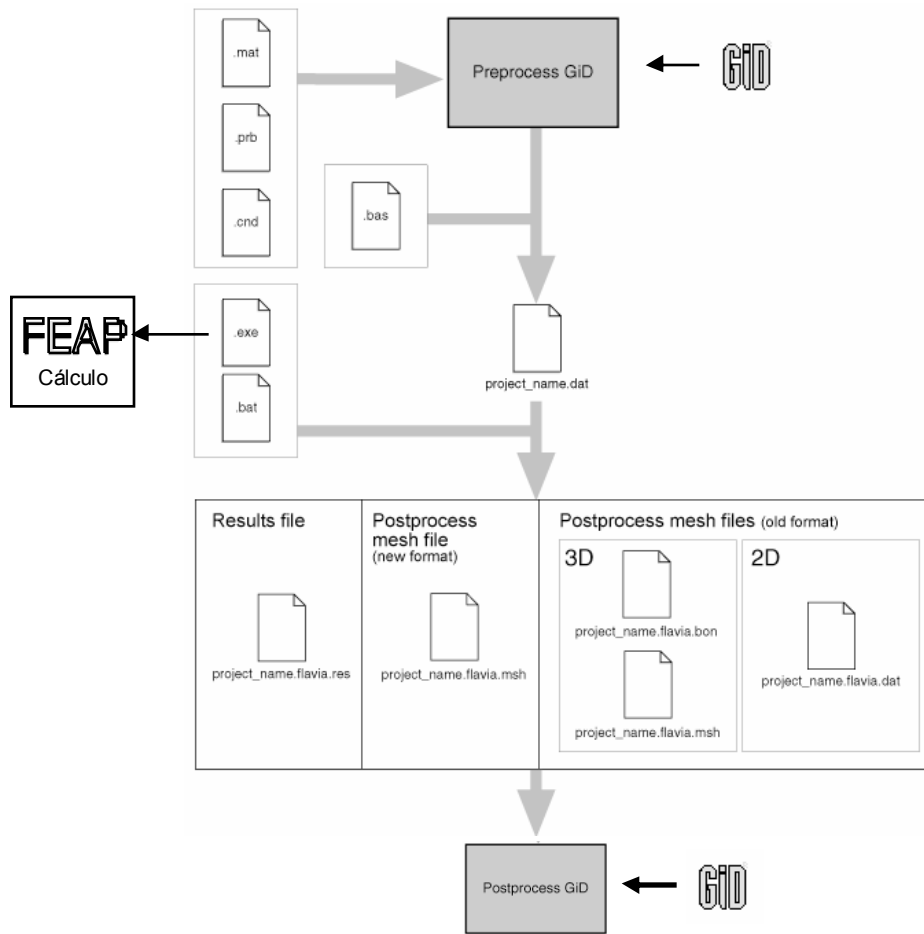 .mat
Preprocess GiD
GiD
.prb
.cnd
.bas
FEAP
Cálculo
.exe
.bat
project_name.dat
Results file
project_name.flavia.res
Postprocess
mesh file
(new format)
project_name.flavia.msh
Postprocess mesh files (old format)
3D
project_name.flavia.bon
project_name.flavia.msh
2D
project_name.flavia.dat
Postprocess GiD
GiD